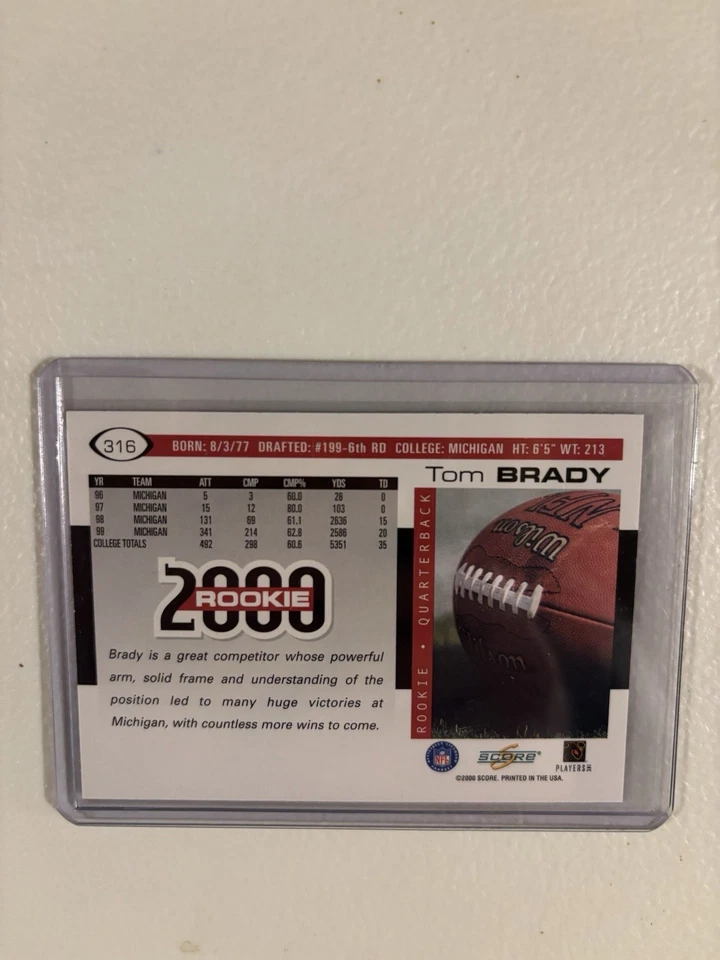 316
BORN: 8/3/77 DRAFTED: #199-6th RD COLLEGE: MICHIGAN HT: 6'5" WT: 213
Tom BRADY
YR TEAM ATT CMP CMP% YDS TD
96 MICHIGAN 5 3 60.0 26 0
97 MICHIGAN 15 12 80.0 103 0
98 MICHIGAN 131 69 61.1 2636 15
99 MICHIGAN 341 214 62.8 2586 20
COLLEGE TOTALS 492 298 60.6 5351 35
2000
ROOKIE
Brady is a great competitor whose powerful
arm, solid frame and understanding of the
position led to many huge victories at
Michigan, with countless more wins to come.
ROOKIE • QUARTERBACK
Wilson
NFL
SCORE®
PLAYERS INC
©2000 SCORE. PRINTED IN THE USA.